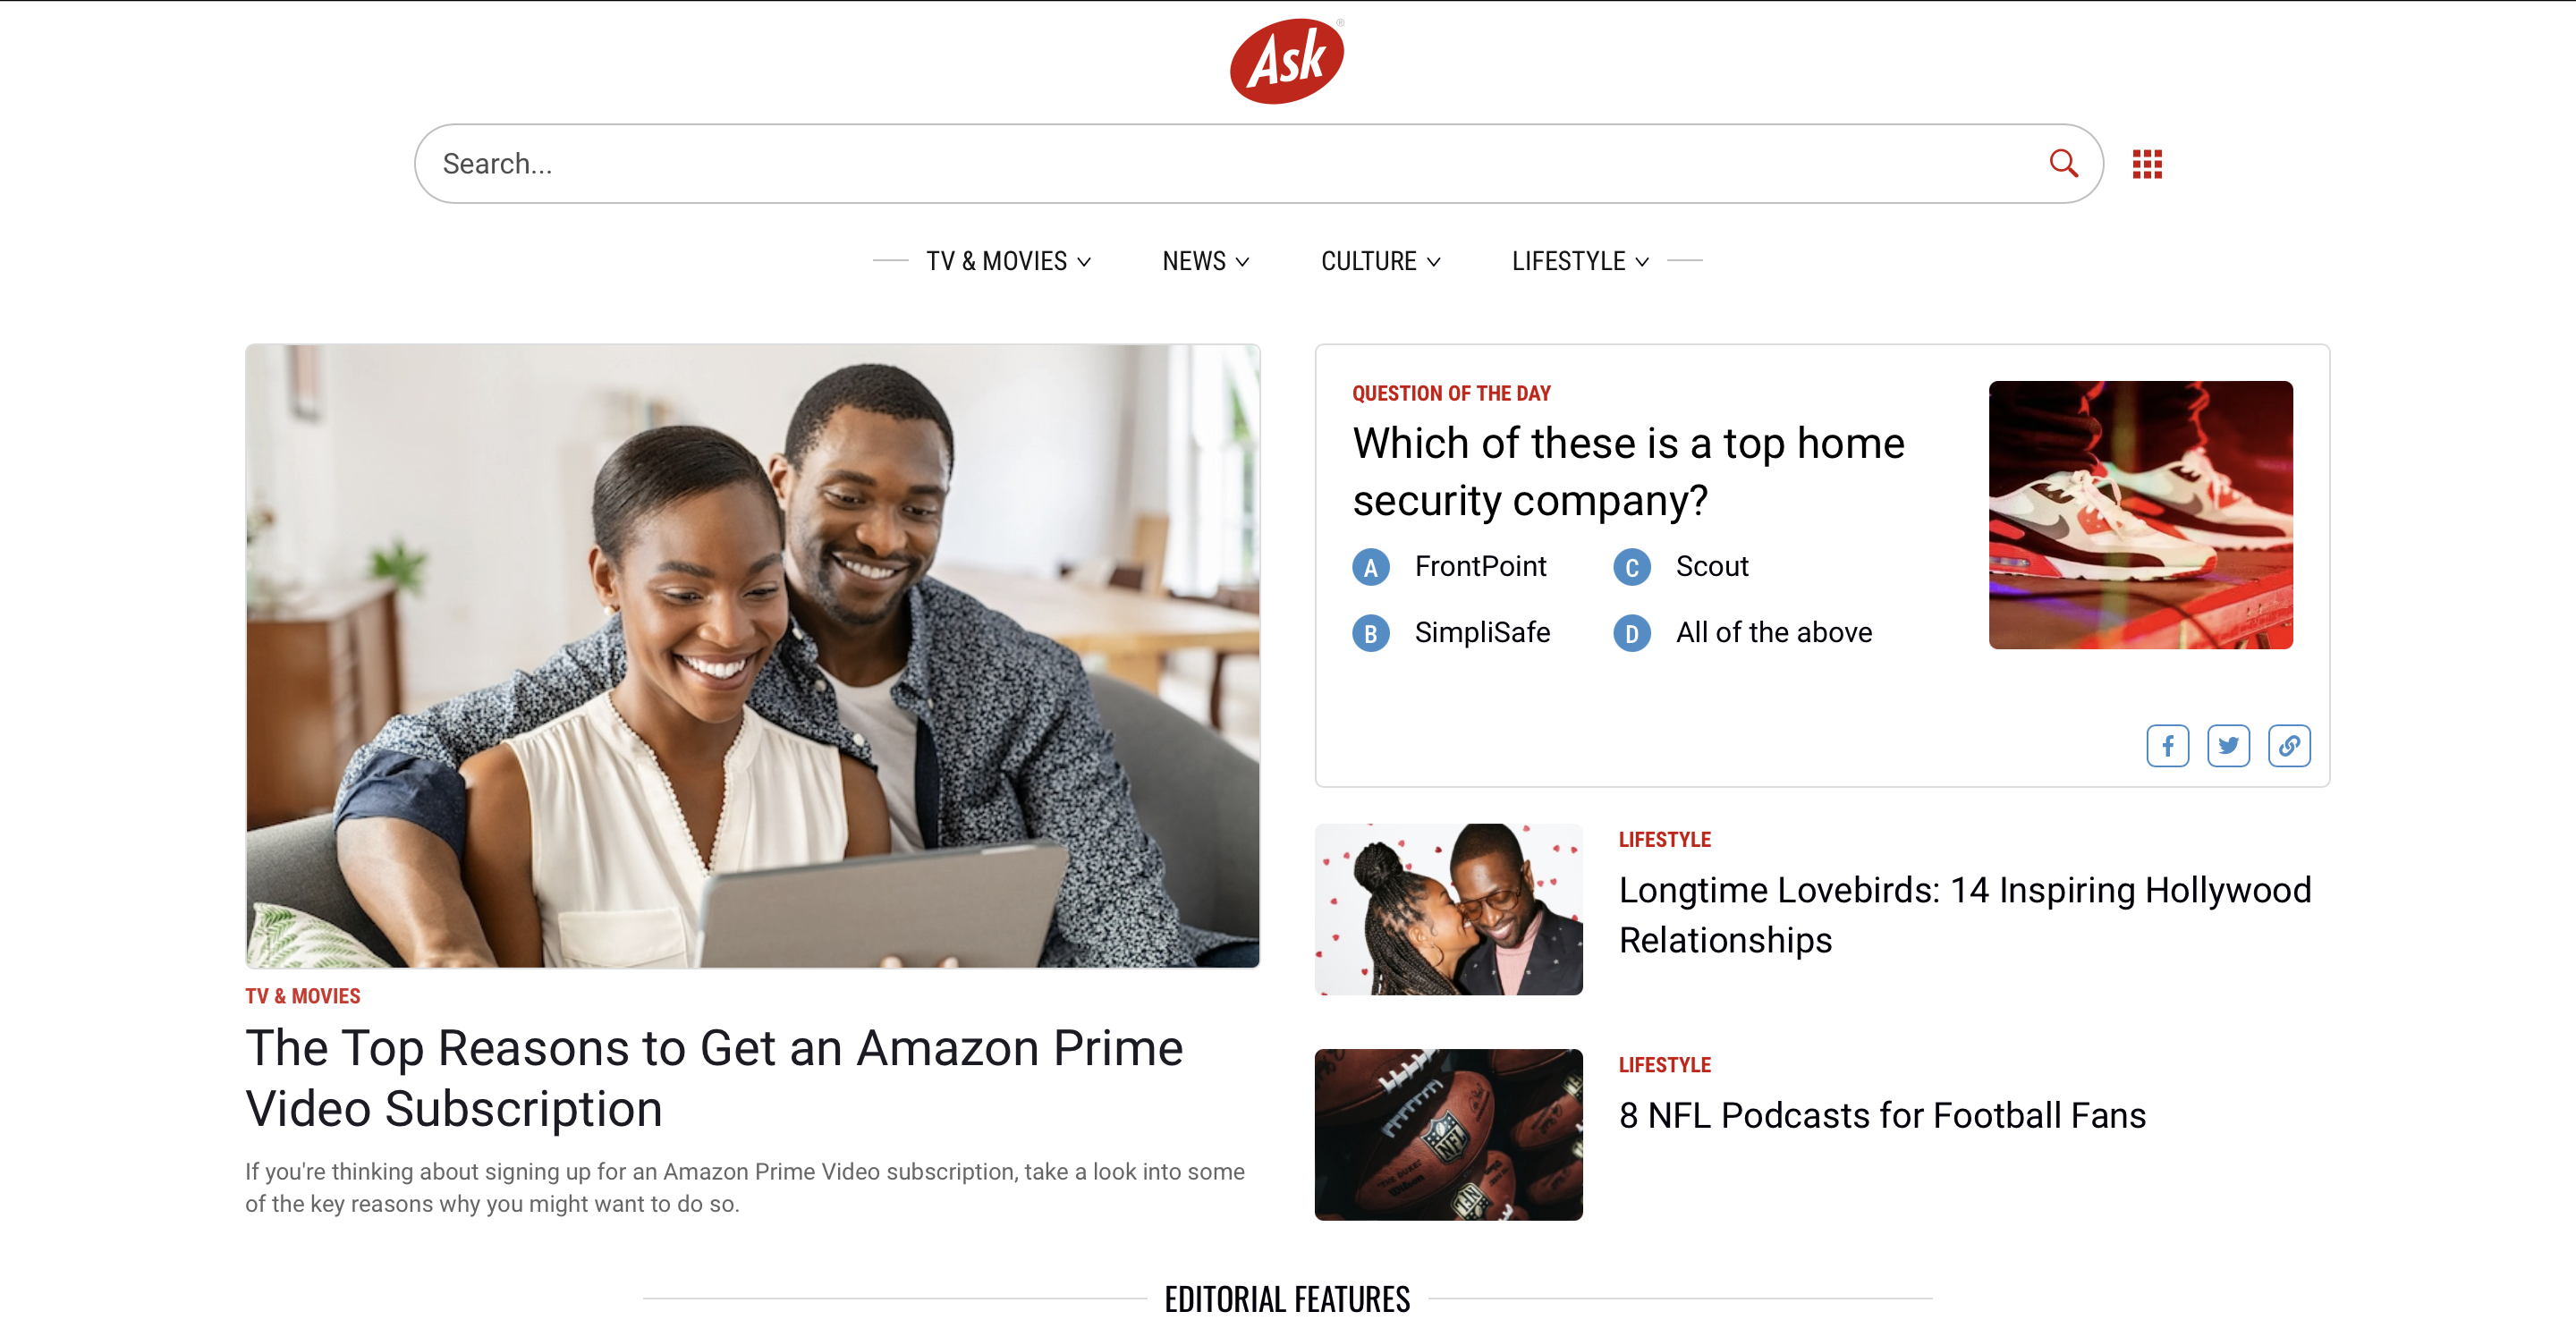 Ask®
Search...
TV & MOVIES
NEWS
CULTURE
LIFESTYLE
TV & MOVIES
The Top Reasons to Get an Amazon Prime
Video Subscription
If you're thinking about signing up for an Amazon Prime Video subscription, take a look into some
of the key reasons why you might want to do so.
QUESTION OF THE DAY
Which of these is a top home
security company?
A FrontPoint
B SimpliSafe
C Scout
D All of the above
LIFESTYLE
Longtime Lovebirds: 14 Inspiring Hollywood
Relationships
NFL
NFL
LIFESTYLE
8 NFL Podcasts for Football Fans
EDITORIAL FEATURES